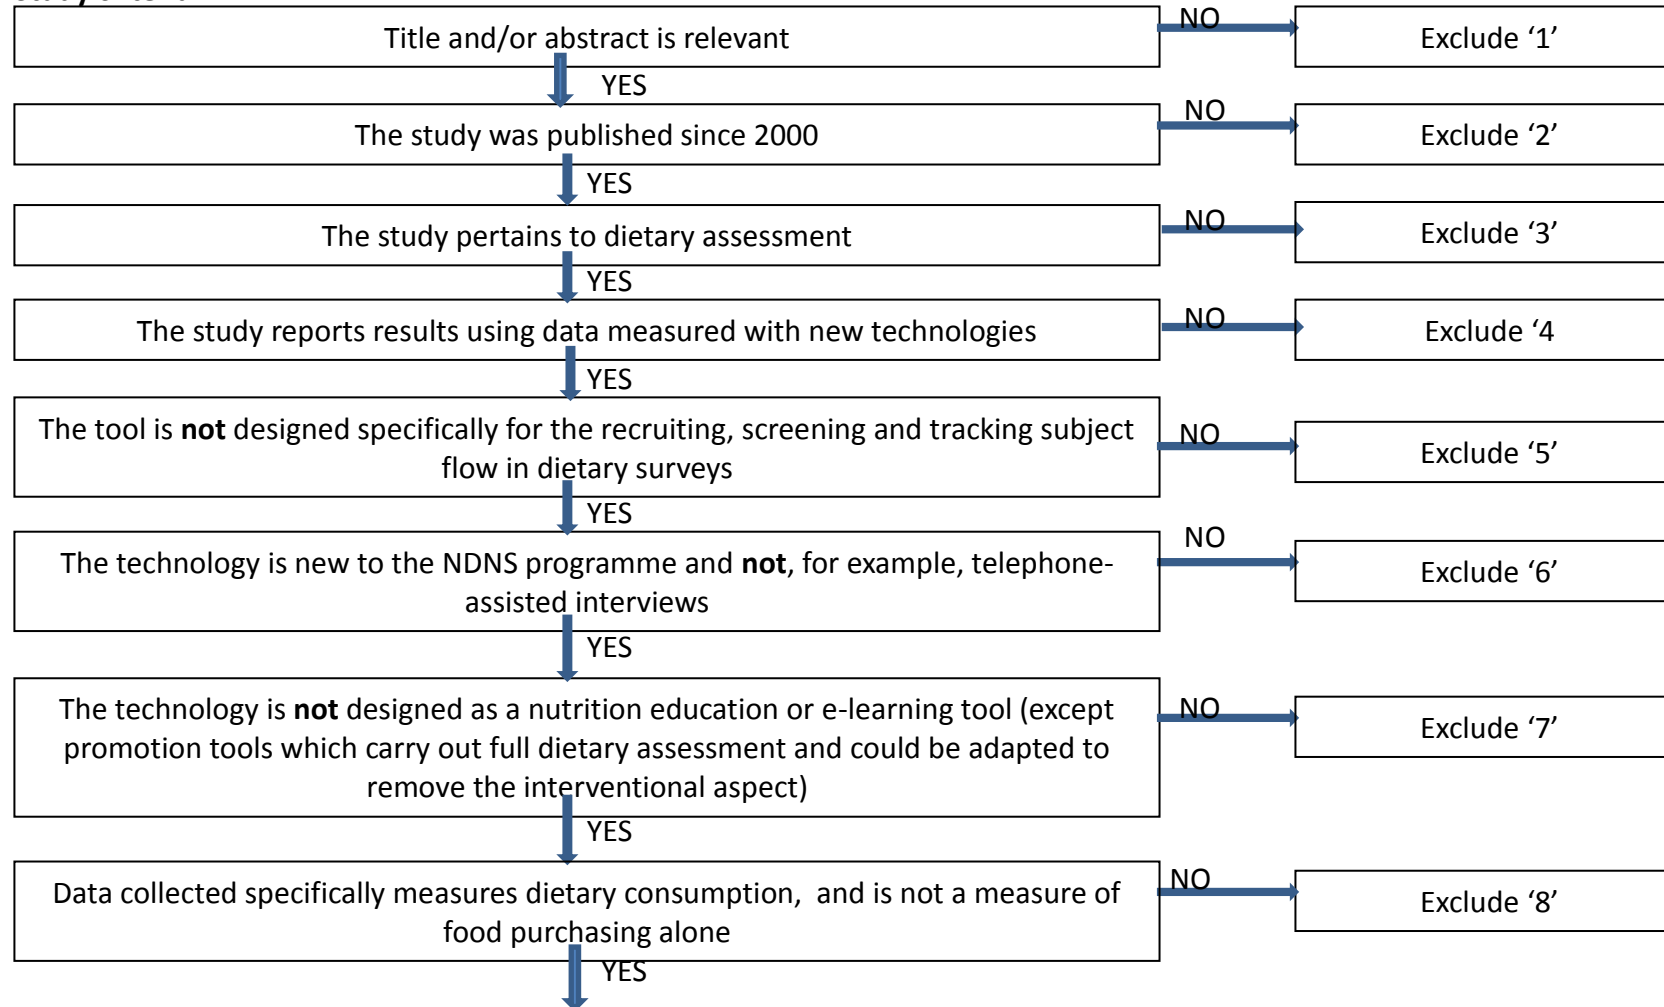 Title and/or abstract is relevant
NO
Exclude ‘1’
YES
The study was published since 2000
NO
Exclude ‘2’
YES
The study pertains to dietary assessment
NO
Exclude ‘3’
YES
The study reports results using data measured with new technologies
NO
Exclude ‘4
YES
The tool is not designed specifically for the recruiting, screening and tracking subject
flow in dietary surveys
NO
Exclude ‘5’
YES
The technology is new to the NDNS programme and not, for example, telephone-
assisted interviews
NO
Exclude ‘6’
YES
The technology is not designed as a nutrition education or e-learning tool (except
promotion tools which carry out full dietary assessment and could be adapted to
remove the interventional aspect)
NO
Exclude ‘7’
YES
Data collected specifically measures dietary consumption,  and is not a measure of
food purchasing alone
NO
Exclude ‘8’
YES